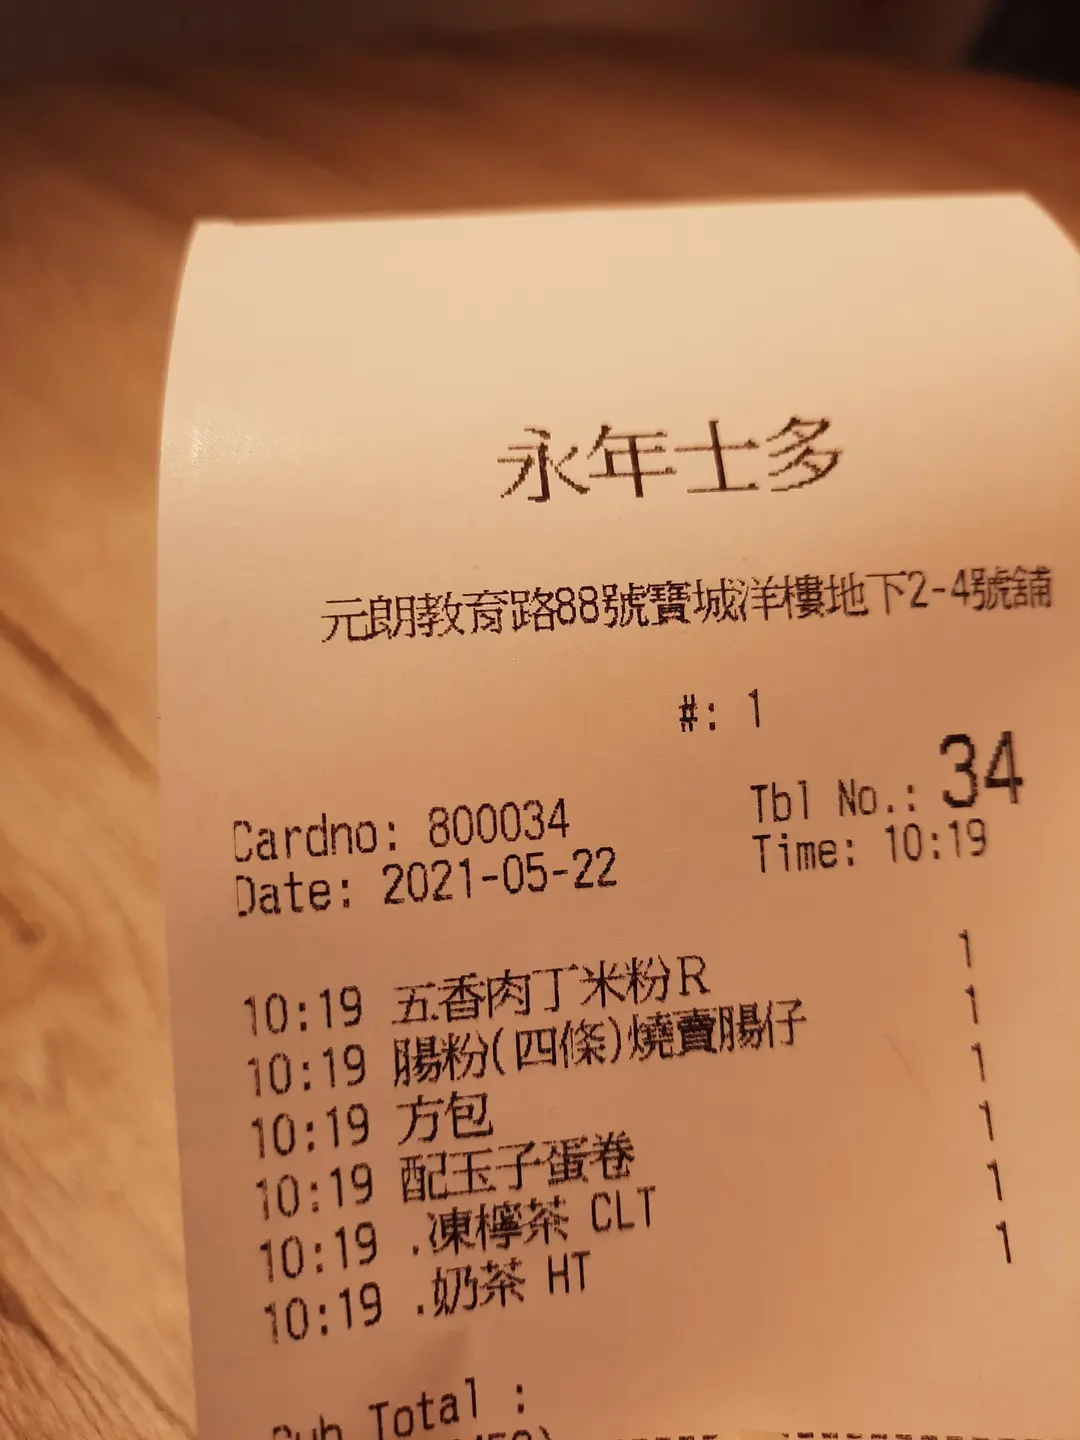 永年士多
元朗教育路88號寶城洋樓地下2-4號舖
#: 1
Cardno: 800034 Tbl No.: 34
Date: 2021-05-22 Time: 10:19
10:19 五香肉丁米粉R 1
10:19 腸粉(四條)燒賣腸仔 1
10:19 方包 1
10:19 配玉子蛋卷 1
10:19 .凍檸茶 CLT 1
10:19 .奶茶 HT 1
Sub Total :